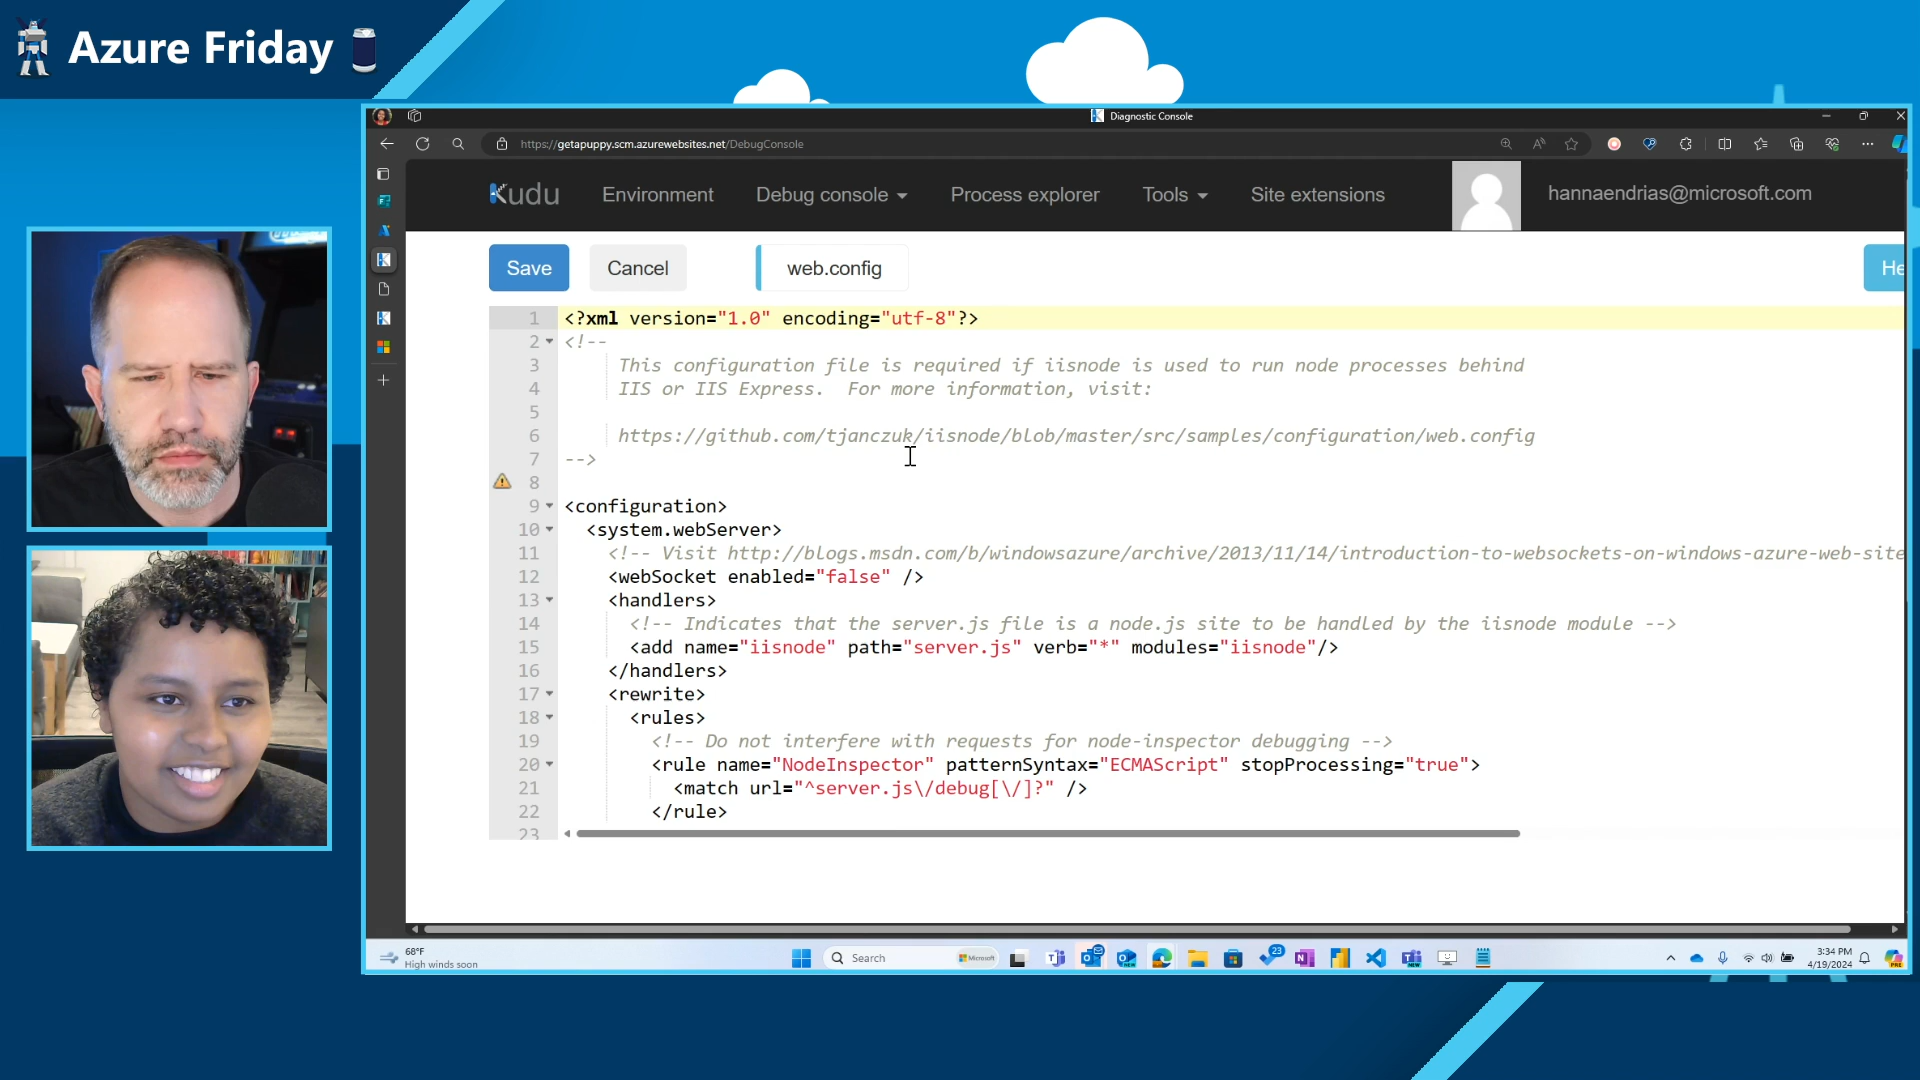 Azure Friday
Diagnostic Console
https://getapuppy.scm.azurewebsites.net/DebugConsole
Kudu Environment Debug console Process explorer Tools Site extensions hannaendrias@microsoft.com
Save Cancel web.config He
1 <?xml version="1.0" encoding="utf-8"?>
2 <!--
3 This configuration file is required if iisnode is used to run node processes behind
4 IIS or IIS Express.  For more information, visit:
5
6 https://github.com/tjanczuk/iisnode/blob/master/src/samples/configuration/web.config
7 -->
8
9 <configuration>
10 <system.webServer>
11 <!-- Visit http://blogs.msdn.com/b/windowsazure/archive/2013/11/14/introduction-to-websockets-on-windows-azure-web-site
12 <webSocket enabled="false" />
13 <handlers>
14 <!-- Indicates that the server.js file is a node.js site to be handled by the iisnode module -->
15 <add name="iisnode" path="server.js" verb="*" modules="iisnode"/>
16 </handlers>
17 <rewrite>
18 <rules>
19 <!-- Do not interfere with requests for node-inspector debugging -->
20 <rule name="NodeInspector" patternSyntax="ECMAScript" stopProcessing="true">
21 <match url="^server.js\/debug[\/]?" />
22 </rule>
23
68°F
High winds soon
Search Microsoft
23
3:34 PM
4/19/2024